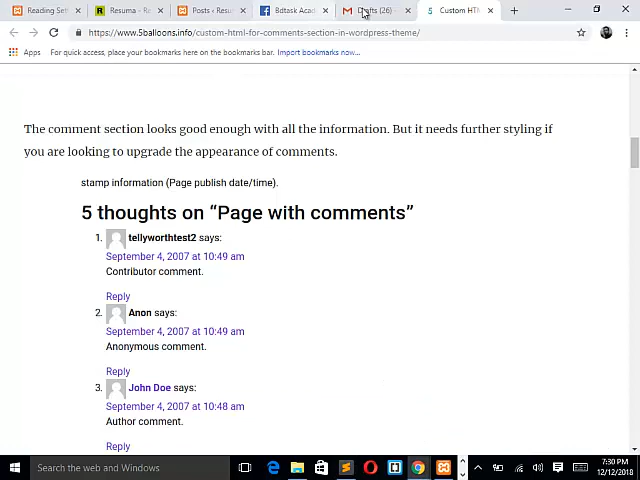 Reading Sett
Resuma - Re
Posts ‹ Resum
Bdtask Acad
Drafts (26) -
Custom HTM
https://www.5balloons.info/custom-html-for-comments-section-in-wordpress-theme/
Apps For quick access, place your bookmarks here on the bookmarks bar. Import bookmarks now...
The comment section looks good enough with all the information. But it needs further styling if
you are looking to upgrade the appearance of comments.
stamp information (Page publish date/time).
5 thoughts on “Page with comments”
1. tellyworthtest2 says:
September 4, 2007 at 10:49 am
Contributor comment.
Reply
2. Anon says:
September 4, 2007 at 10:49 am
Anonymous comment.
Reply
3. John Doe says:
September 4, 2007 at 10:48 am
Author comment.
Reply
Search the web and Windows
7:30 PM
12/12/2018